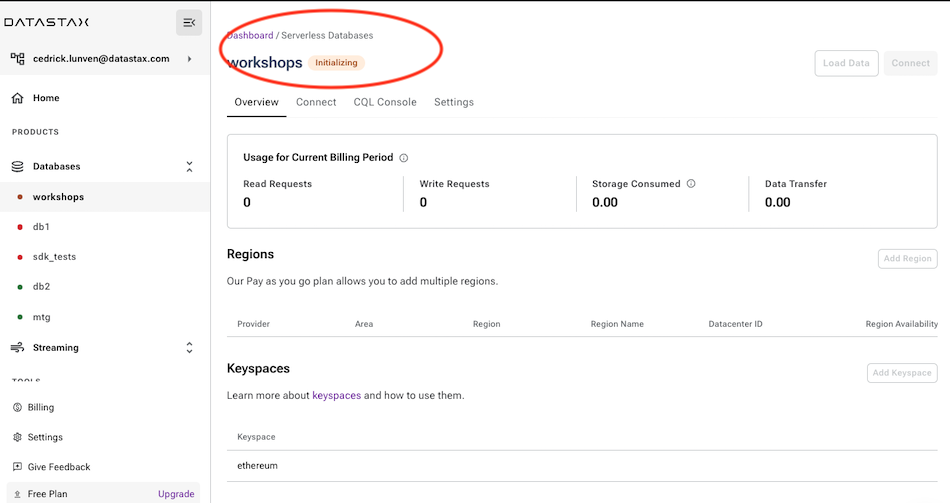 DATASTAX
cedrick.lunven@datastax.com
Home
PRODUCTS
Databases
workshops
db1
sdk_tests
db2
mtg
Streaming
TOOLS
Billing
Settings
Give Feedback
Free Plan Upgrade
Dashboard / Serverless Databases
workshops Initializing
Load Data Connect
Overview Connect CQL Console Settings
Usage for Current Billing Period
Read Requests Write Requests Storage Consumed Data Transfer
0 0 0.00 0.00
Regions
Add Region
Our Pay as you go plan allows you to add multiple regions.
Provider Area Region Region Name Datacenter ID Region Availability
Keyspaces
Add Keyspace
Learn more about keyspaces and how to use them.
Keyspace
ethereum